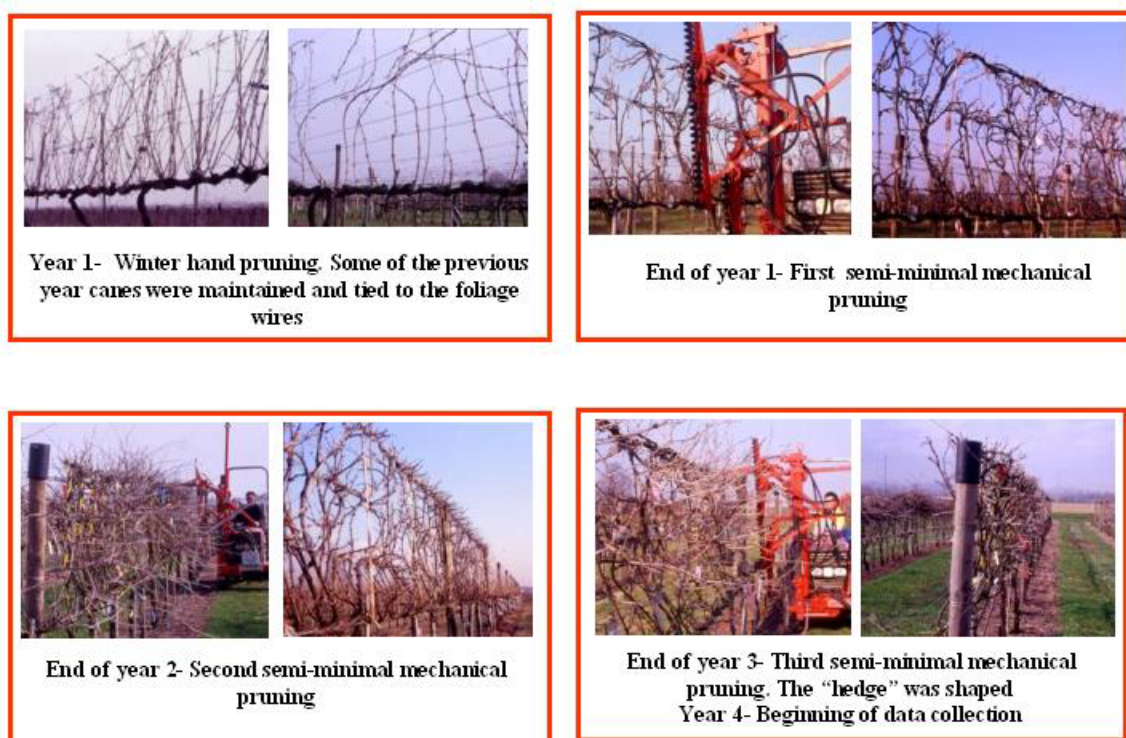 Year 1- Winter hand pruning. Some of the previous
year canes were maintained and tied to the foliage
wires
End of year 1- First semi-minimal mechanical
pruning
End of year 2- Second semi-minimal mechanical
pruning
End of year 3- Third semi-minimal mechanical
pruning. The “hedge” was shaped
Year 4- Beginning of data collection